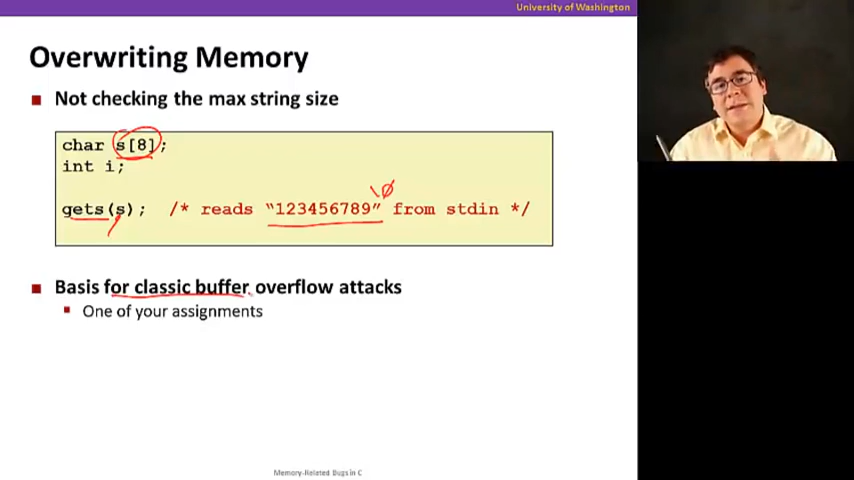 University of Washington
Overwriting Memory
Not checking the max string size
char s[8];
int i;
\0
gets(s); /* reads “123456789” from stdin */
Basis for classic buffer overflow attacks
One of your assignments
Memory-Related Bugs in C